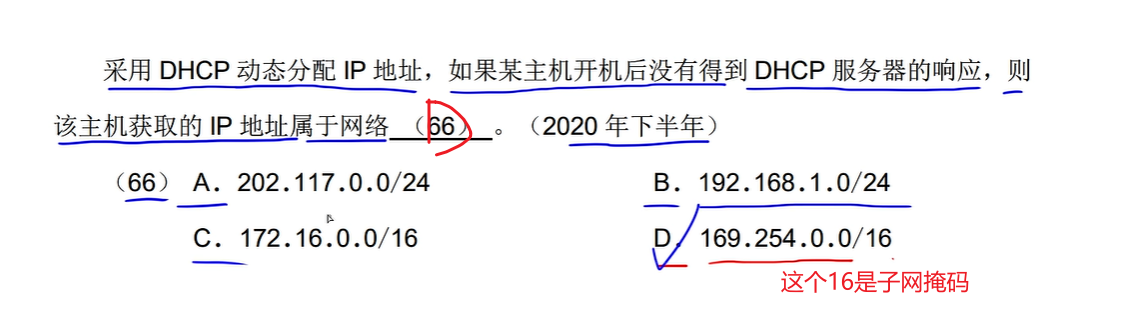 采用 DHCP 动态分配 IP 地址，如果某主机开机后没有得到 DHCP 服务器的响应，则
该主机获取的 IP 地址属于网络 （66） 。（2020 年下半年）
（66） A. 202.117.0.0/24 B. 192.168.1.0/24
C. 172.16.0.0/16 D. 169.254.0.0/16
这个16是子网掩码